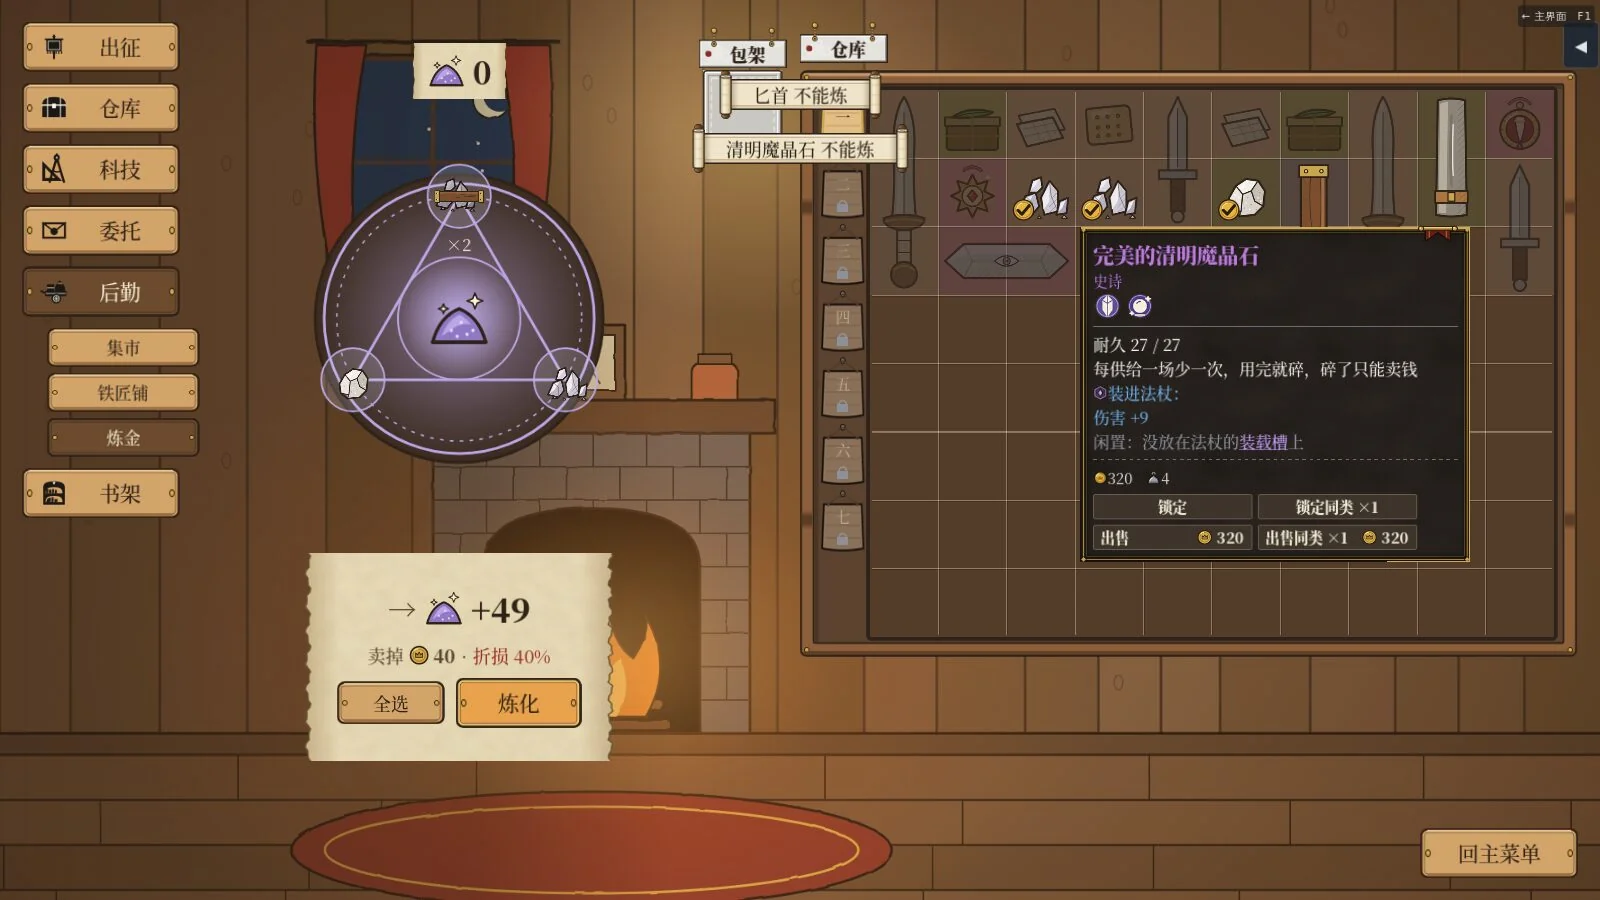 ← 主界面 F1
出征
仓库
科技
委托
后勤
集市
铁匠铺
炼金
书架
0
×2
→ +49
卖掉 40 · 折损 40%
全选
炼化
包架
仓库
匕首 不能炼
清明魔晶石 不能炼
一
二
三
四
五
六
七
完美的清明魔晶石
史诗
耐久 27 / 27
每供给一场少一次，用完就碎，碎了只能卖钱
装进法杖：
伤害 +9
闲置：没放在法杖的装载槽上
320 4
锁定
锁定同类 ×1
出售 320
出售同类 ×1 320
回主菜单